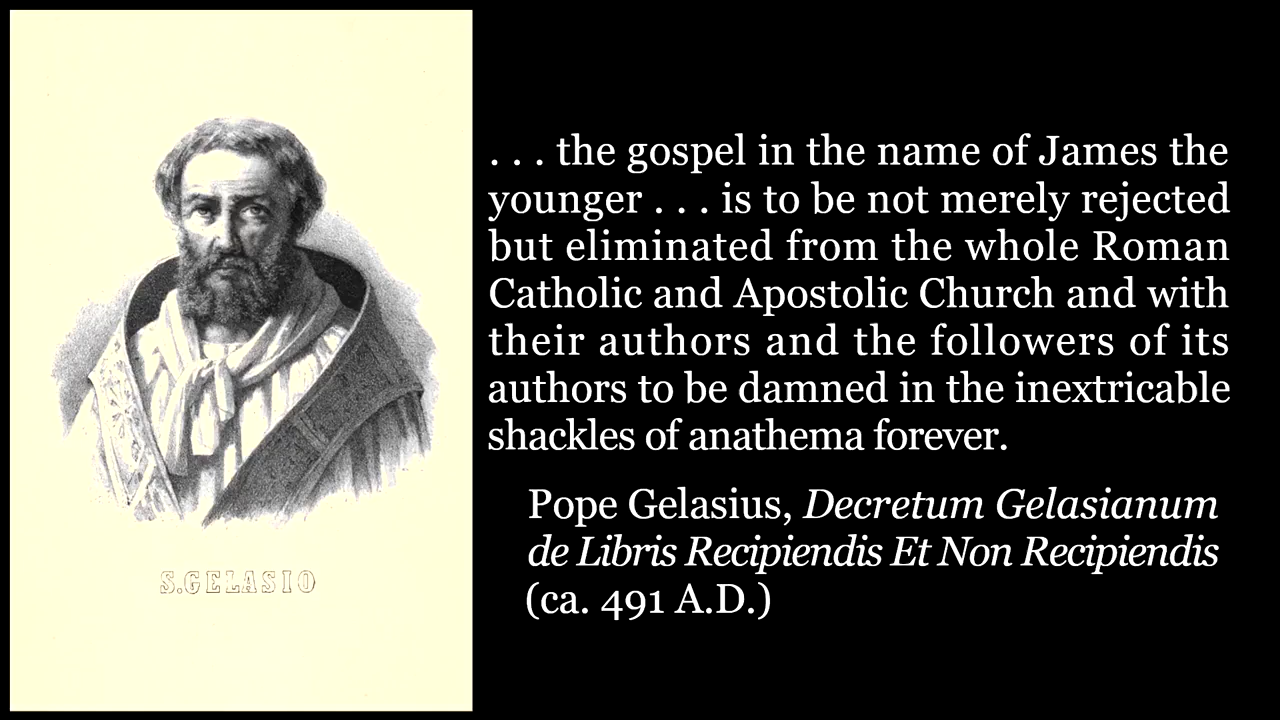 S.GELASIO
. . . the gospel in the name of James the
younger . . . is to be not merely rejected
but eliminated from the whole Roman
Catholic and Apostolic Church and with
their authors and the followers of its
authors to be damned in the inextricable
shackles of anathema forever.
Pope Gelasius, Decretum Gelasianum
de Libris Recipiendis Et Non Recipiendis
(ca. 491 A.D.)